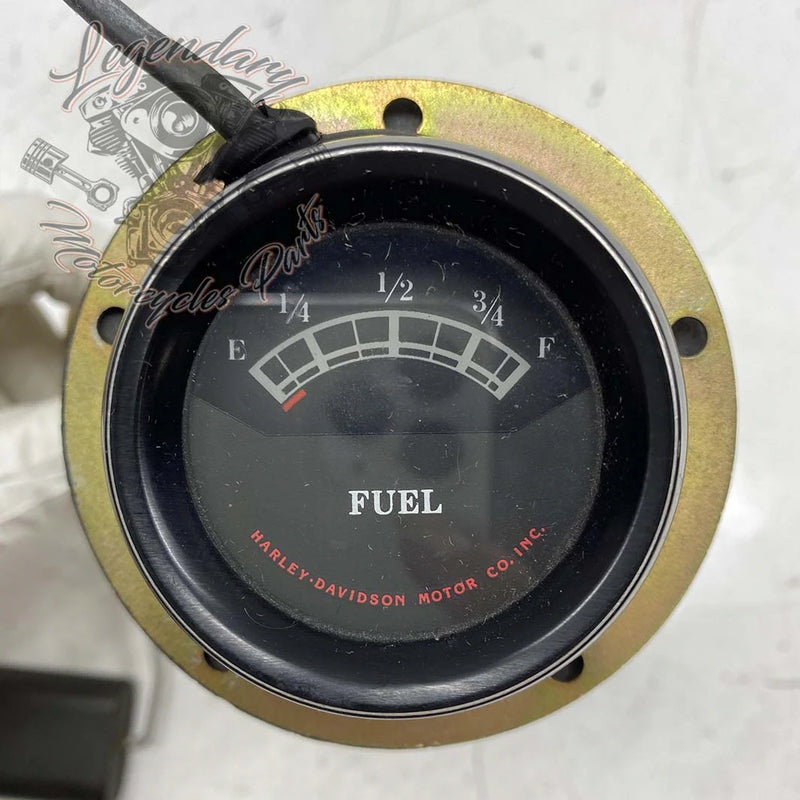 Legendary
Motorcycles Parts
1/4 1/2 3/4
E F
FUEL
HARLEY-DAVIDSON MOTOR CO. INC.